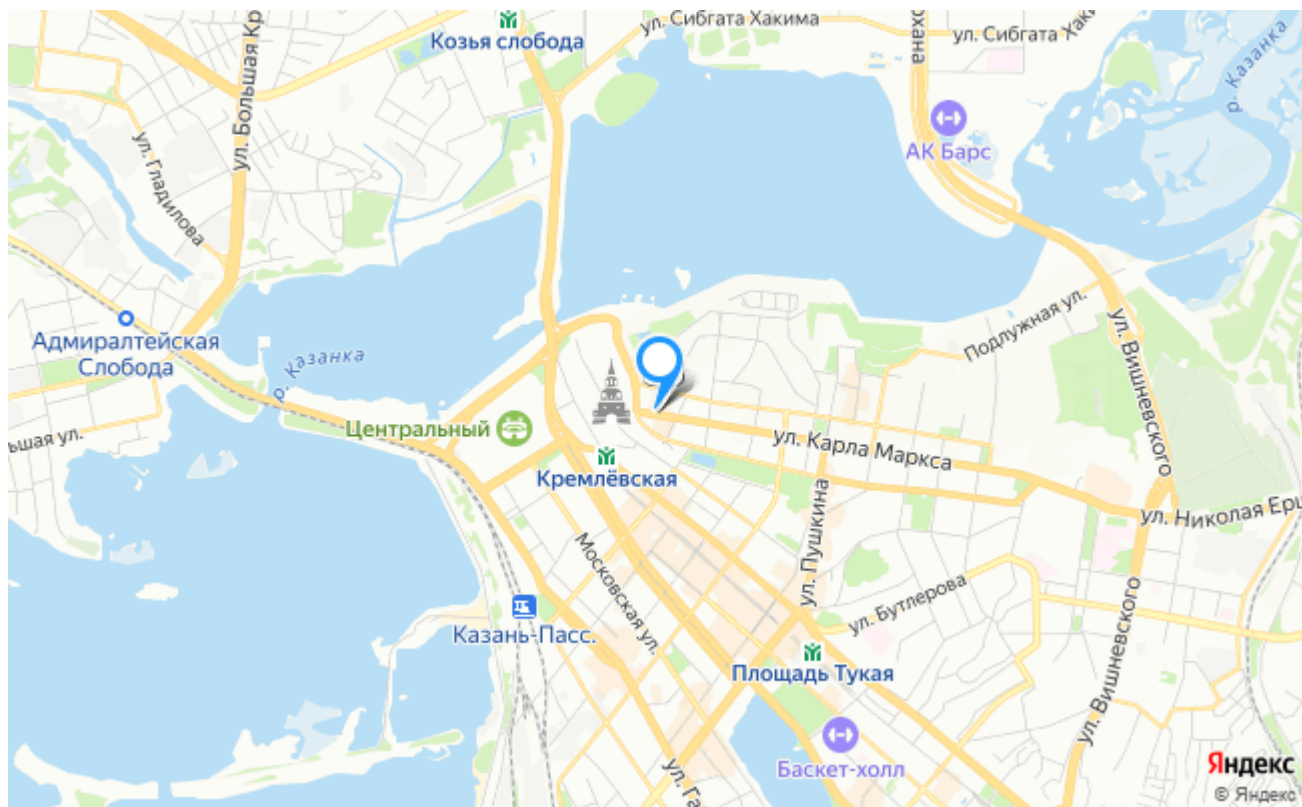 Козья слобода
ул. Сибгата Хакима
ул. Сибгата Хак
ул. Большая Кр
хана
р. Казанка
АК Барс
ул. Гладилова
Адмиралтейская
Слобода
р. Казанка
Подлужная ул.
ул. Вишневского
Центральный
ьшая ул.
ул. Карла Маркса
Кремлёвская
ул. Николая Ерш
ул. Пушкина
Московская ул.
ул. Бутлерова
Казань-Пасс.
Площадь Тукая
ул. Вишневского
Баскет-холл
ул. Га
Яндекс
© Яндекс